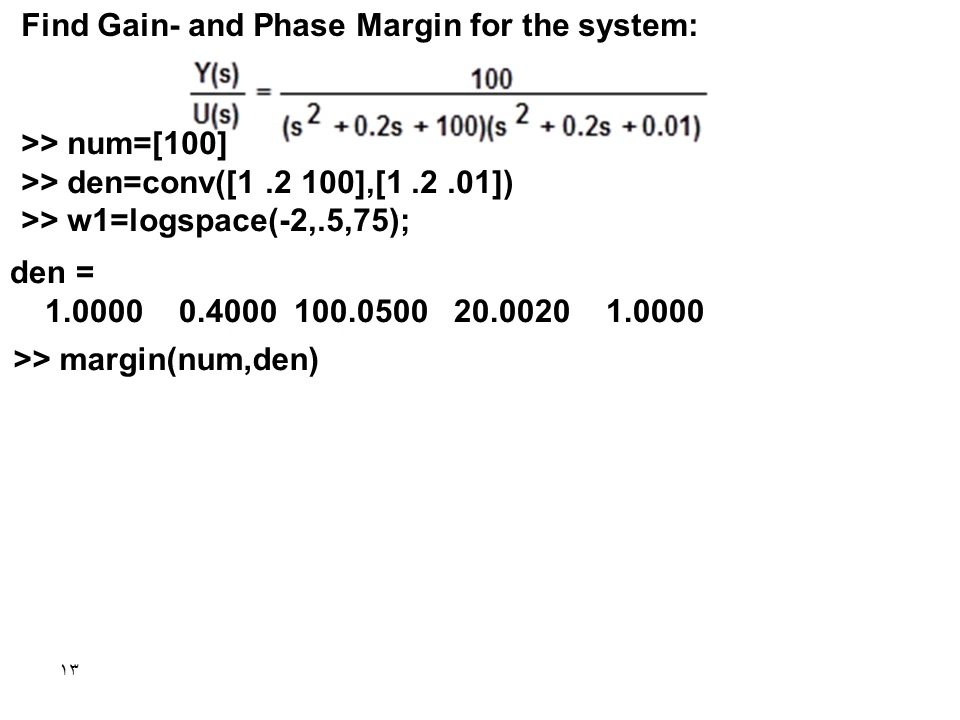 Find Gain- and Phase Margin for the system:
Y(s)/U(s) = 100/((s^2 +0.2s + 100)(s^2 +0.2s +0.01))
>> num=[100]
>> den=conv([1 .2 100],[1 .2 .01])
>> w1=logspace(-2,.5,75);
den =
1.0000 0.4000 100.0500 20.0020 1.0000
>> margin(num,den)
١٣